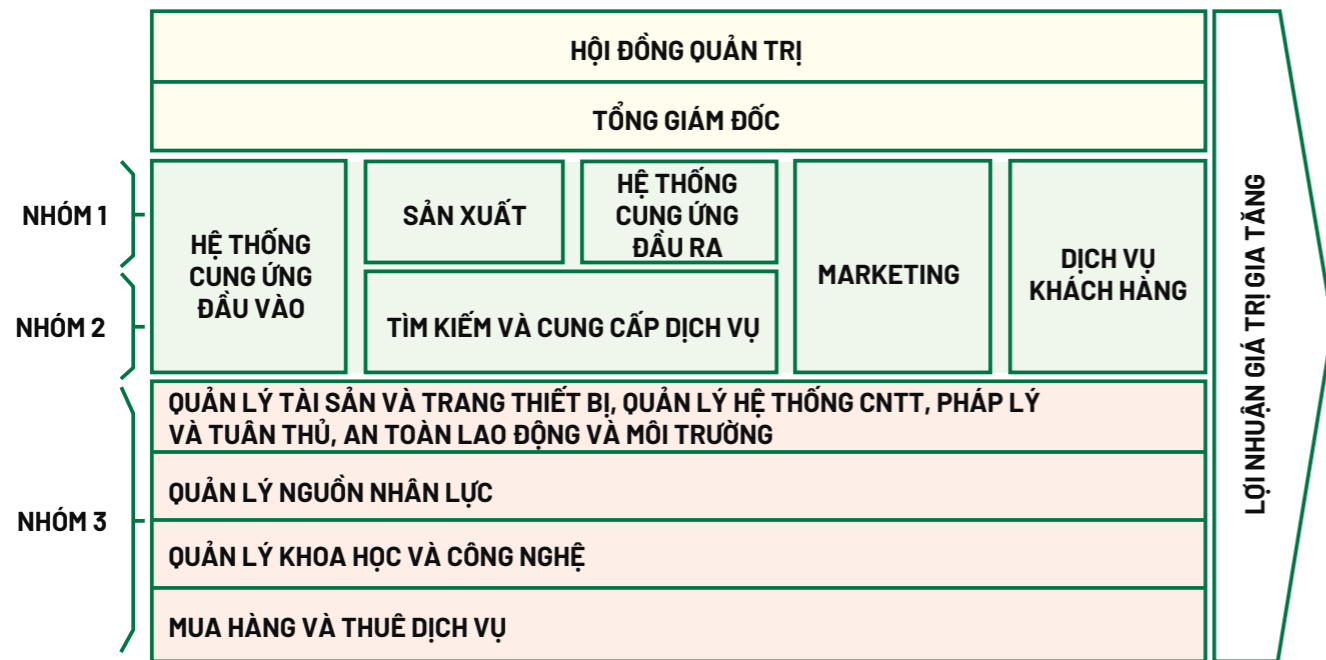 HỘI ĐỒNG QUẢN TRỊ
TỔNG GIÁM ĐỐC
NHÓM 1
HỆ THỐNG
CUNG ỨNG
ĐẦU VÀO
SẢN XUẤT
HỆ THỐNG
CUNG ỨNG
ĐẦU RA
MARKETING
DỊCH VỤ
KHÁCH HÀNG
NHÓM 2
TÌM KIẾM VÀ CUNG CẤP DỊCH VỤ
NHÓM 3
QUẢN LÝ TÀI SẢN VÀ TRANG THIẾT BỊ, QUẢN LÝ HỆ THỐNG CNTT, PHÁP LÝ
VÀ TUÂN THỦ, AN TOÀN LAO ĐỘNG VÀ MÔI TRƯỜNG
QUẢN LÝ NGUỒN NHÂN LỰC
QUẢN LÝ KHOA HỌC VÀ CÔNG NGHỆ
MUA HÀNG VÀ THUÊ DỊCH VỤ
LỢI NHUẬN GIÁ TRỊ GIA TĂNG